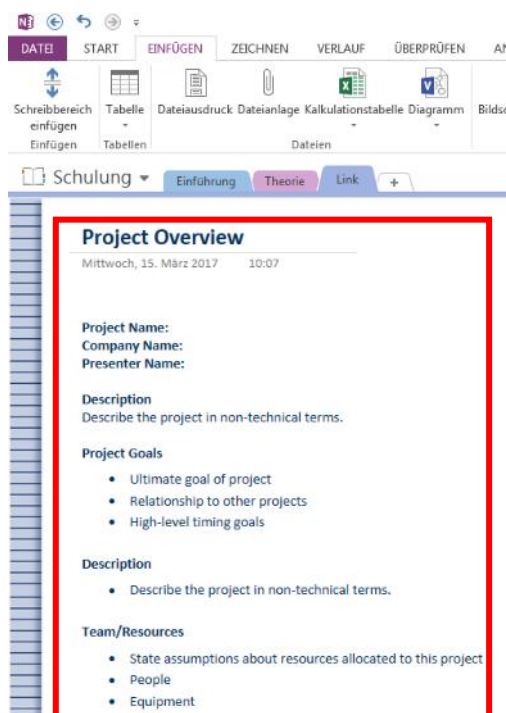 DATEI START EINFÜGEN ZEICHNEN VERLAUF ÜBERPRÜFEN
Schreibbereich einfügen Tabelle Dateiausdruck Dateianlage Kalkulationstabelle Diagramm
Einfügen Tabellen Dateien
Schulung Einführung Theorie Link +
Project Overview
Mittwoch, 15. März 2017 10:07
Project Name:
Company Name:
Presenter Name:
Description
Describe the project in non-technical terms.
Project Goals
• Ultimate goal of project
• Relationship to other projects
• High-level timing goals
Description
• Describe the project in non-technical terms.
Team/Resources
• State assumptions about resources allocated to this project
• People
• Equipment